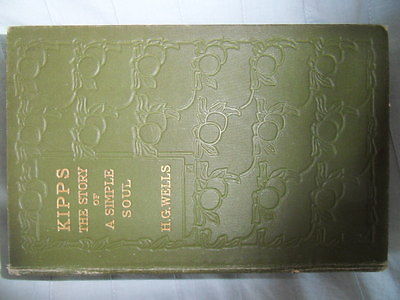 KIPPS
THE STORY
OF
A SIMPLE
SOUL
H.G.WELLS